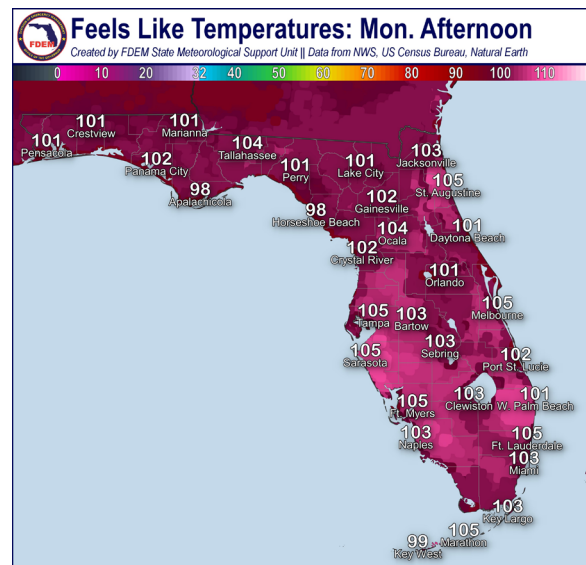 Feels Like Temperatures: Mon. Afternoon
Created by FDEM State Meteorological Support Unit || Data from NWS, US Census Bureau, Natural Earth
FDEM
0 10 20 32 40 50 60 70 80 90 100 110
101
Crestview
101
Marianna
101
Pensacola
104
Tallahassee
103
Jacksonville
102
Panama City
101
Perry
101
Lake City
105
St. Augustine
98
Apalachicola
98
Horseshoe Beach
102
Gainesville
104
Ocala
101
Daytona Beach
102
Crystal River
101
Orlando
105
Tampa
103
Bartow
105
Melbourne
105
Sarasota
103
Sebring
102
Port St. Lucie
105
Ft. Myers
103
Clewiston
101
W. Palm Beach
103
Naples
105
Ft. Lauderdale
103
Miami
103
Key Largo
105
Marathon
99
Key West